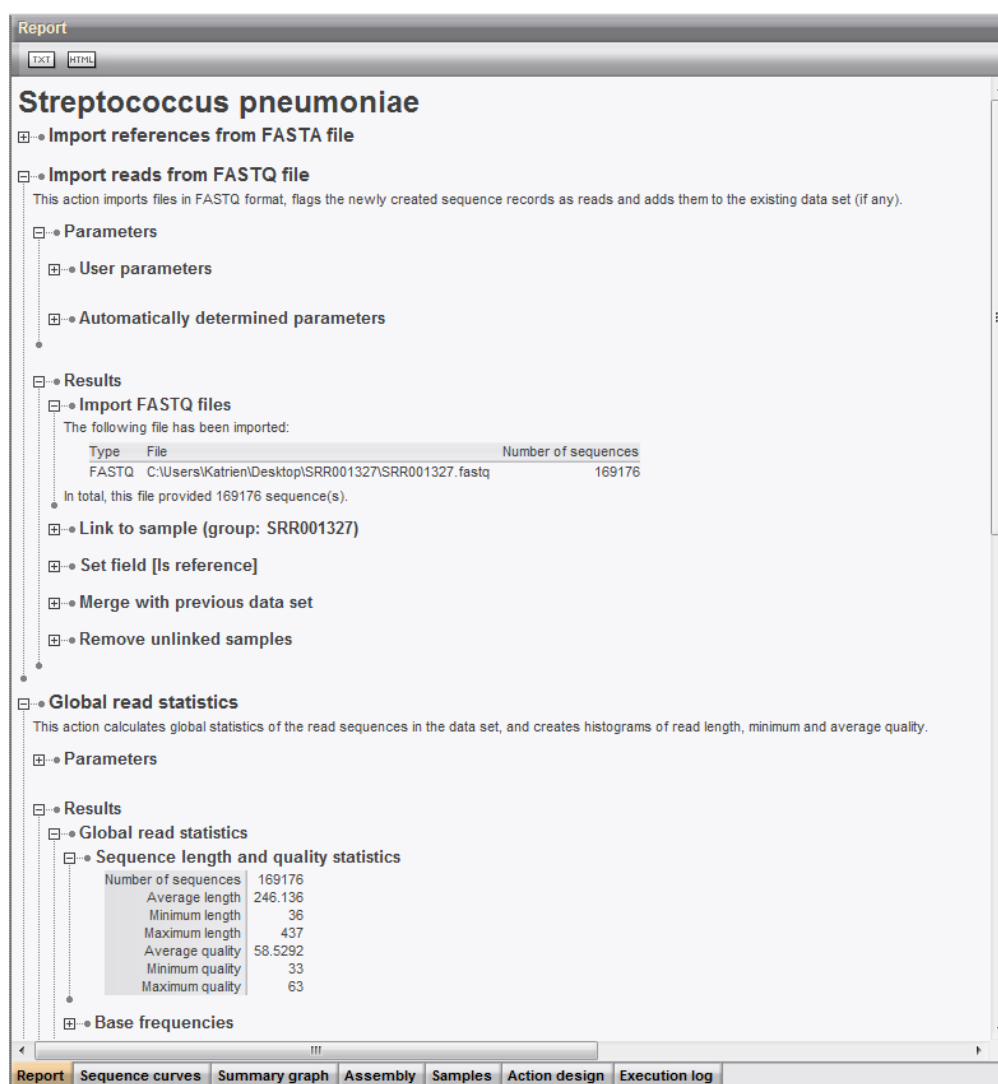 Report
TXT HTML
Streptococcus pneumoniae
Import references from FASTA file
Import reads from FASTQ file
This action imports files in FASTQ format, flags the newly created sequence records as reads and adds them to the existing data set (if any).
Parameters
User parameters
Automatically determined parameters
Results
Import FASTQ files
The following file has been imported:
Type File Number of sequences
FASTQ C:\Users\Katrien\Desktop\SRR001327\SRR001327.fastq 169176
In total, this file provided 169176 sequence(s).
Link to sample (group: SRR001327)
Set field [Is reference]
Merge with previous data set
Remove unlinked samples
Global read statistics
This action calculates global statistics of the read sequences in the data set, and creates histograms of read length, minimum and average quality.
Parameters
Results
Global read statistics
Sequence length and quality statistics
Number of sequences 169176
Average length 246.136
Minimum length 36
Maximum length 437
Average quality 58.5292
Minimum quality 33
Maximum quality 63
Base frequencies
Report Sequence curves Summary graph Assembly Samples Action design Execution log